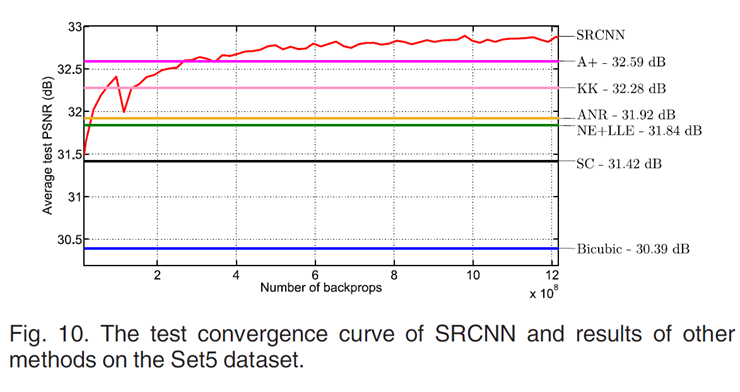 33
32.5
32
31.5
31
30.5
Average test PSNR (dB)
SRCNN
A+ - 32.59 dB
KK - 32.28 dB
ANR - 31.92 dB
NE+LLE - 31.84 dB
SC - 31.42 dB
Bicubic - 30.39 dB
2 4 6 8 10 12
Number of backprops
x 10⁸
Fig. 10. The test convergence curve of SRCNN and results of other
methods on the Set5 dataset.